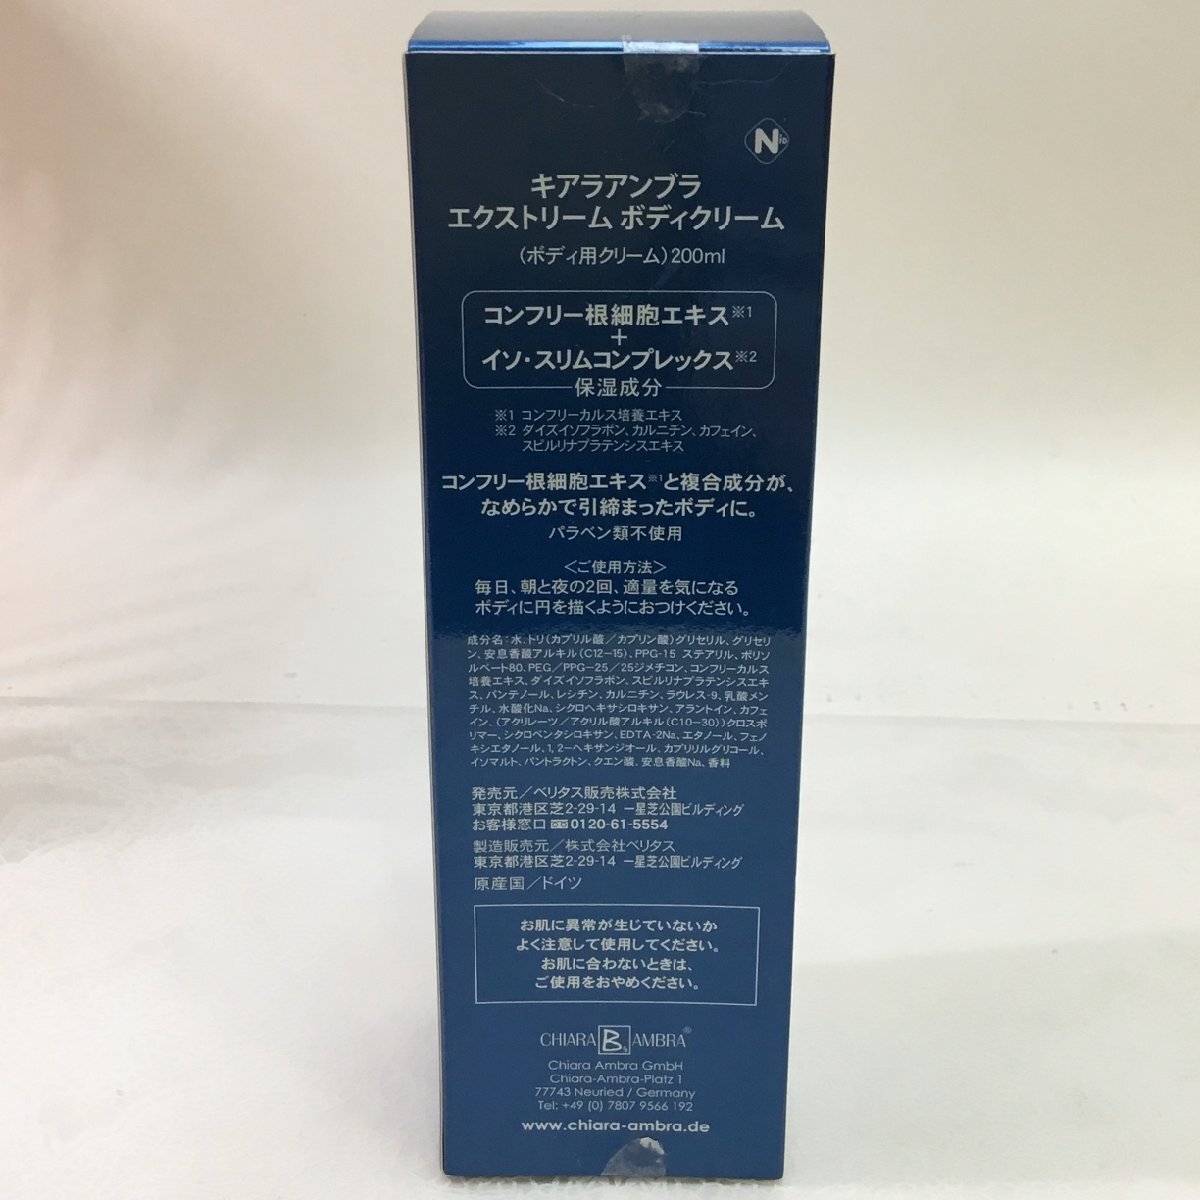 N iD
キアラアンブラ
エクストリーム ボディクリーム
(ボディ用クリーム)200ml
コンフリー根細胞エキス※1
+
イソ・スリムコンプレックス※2
保湿成分
※1 コンフリーカルス培養エキス
※2 ダイズイソフラボン、カルニチン、カフェイン、
スピルリナプラテンシスエキス
コンフリー根細胞エキス※1と複合成分が、
なめらかで引締まったボディに。
パラベン類不使用
<ご使用方法>
毎日、朝と夜の2回、適量を気になる
ボディに円を描くようにおつけください。
成分名:水、トリ(カプリル酸/カプリン酸)グリセリル、グリセリ
ン、安息香酸アルキル(C12-15)、PPG-15 ステアリル、ポリソ
ルベート80、PEG/PPG-25/25ジメチコン、コンフリーカルス
培養エキス、ダイズイソフラボン、スピルリナプラテンシスエキ
ス、パンテノール、レシチン、カルニチン、ラウレス-9、乳酸メン
チル、水酸化Na、シクロヘキサシロキサン、アラントイン、カフェ
イン、(アクリレーツ/アクリル酸アルキル(C10-30))クロスポ
リマー、シクロペンタシロキサン、EDTA-2Na、エタノール、フェノ
キシエタノール、1,2-ヘキサンジオール、カプリリルグリコール、
イソマルト、パントラクトン、クエン酸、安息香酸Na、香料
発売元/ベリタス販売株式会社
東京都港区芝2-29-14 一星芝公園ビルディング
お客様窓口 0120-61-5554
製造販売元/株式会社ベリタス
東京都港区芝2-29-14 一星芝公園ビルディング
原産国/ドイツ
お肌に異常が生じていないか
よく注意して使用してください。
お肌に合わないときは、
ご使用をおやめください。
CHIARA B AMBRA®
Chiara Ambra GmbH
Chiara-Ambra-Platz 1
77743 Neuried / Germany
Tel: +49 (0) 7807 9566 192
www.chiara-ambra.de